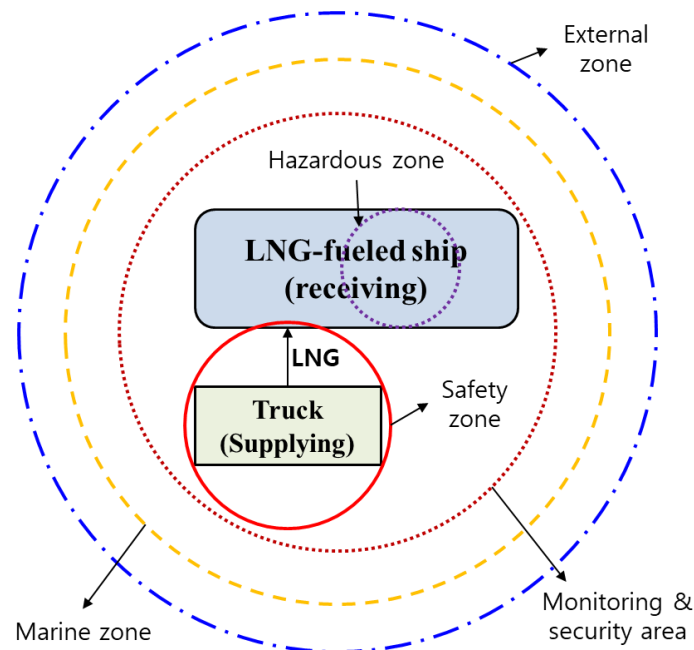 External
zone
Hazardous zone
LNG-fueled ship
(receiving)
LNG
Truck
(Supplying)
Safety
zone
Marine zone
Monitoring &
security area